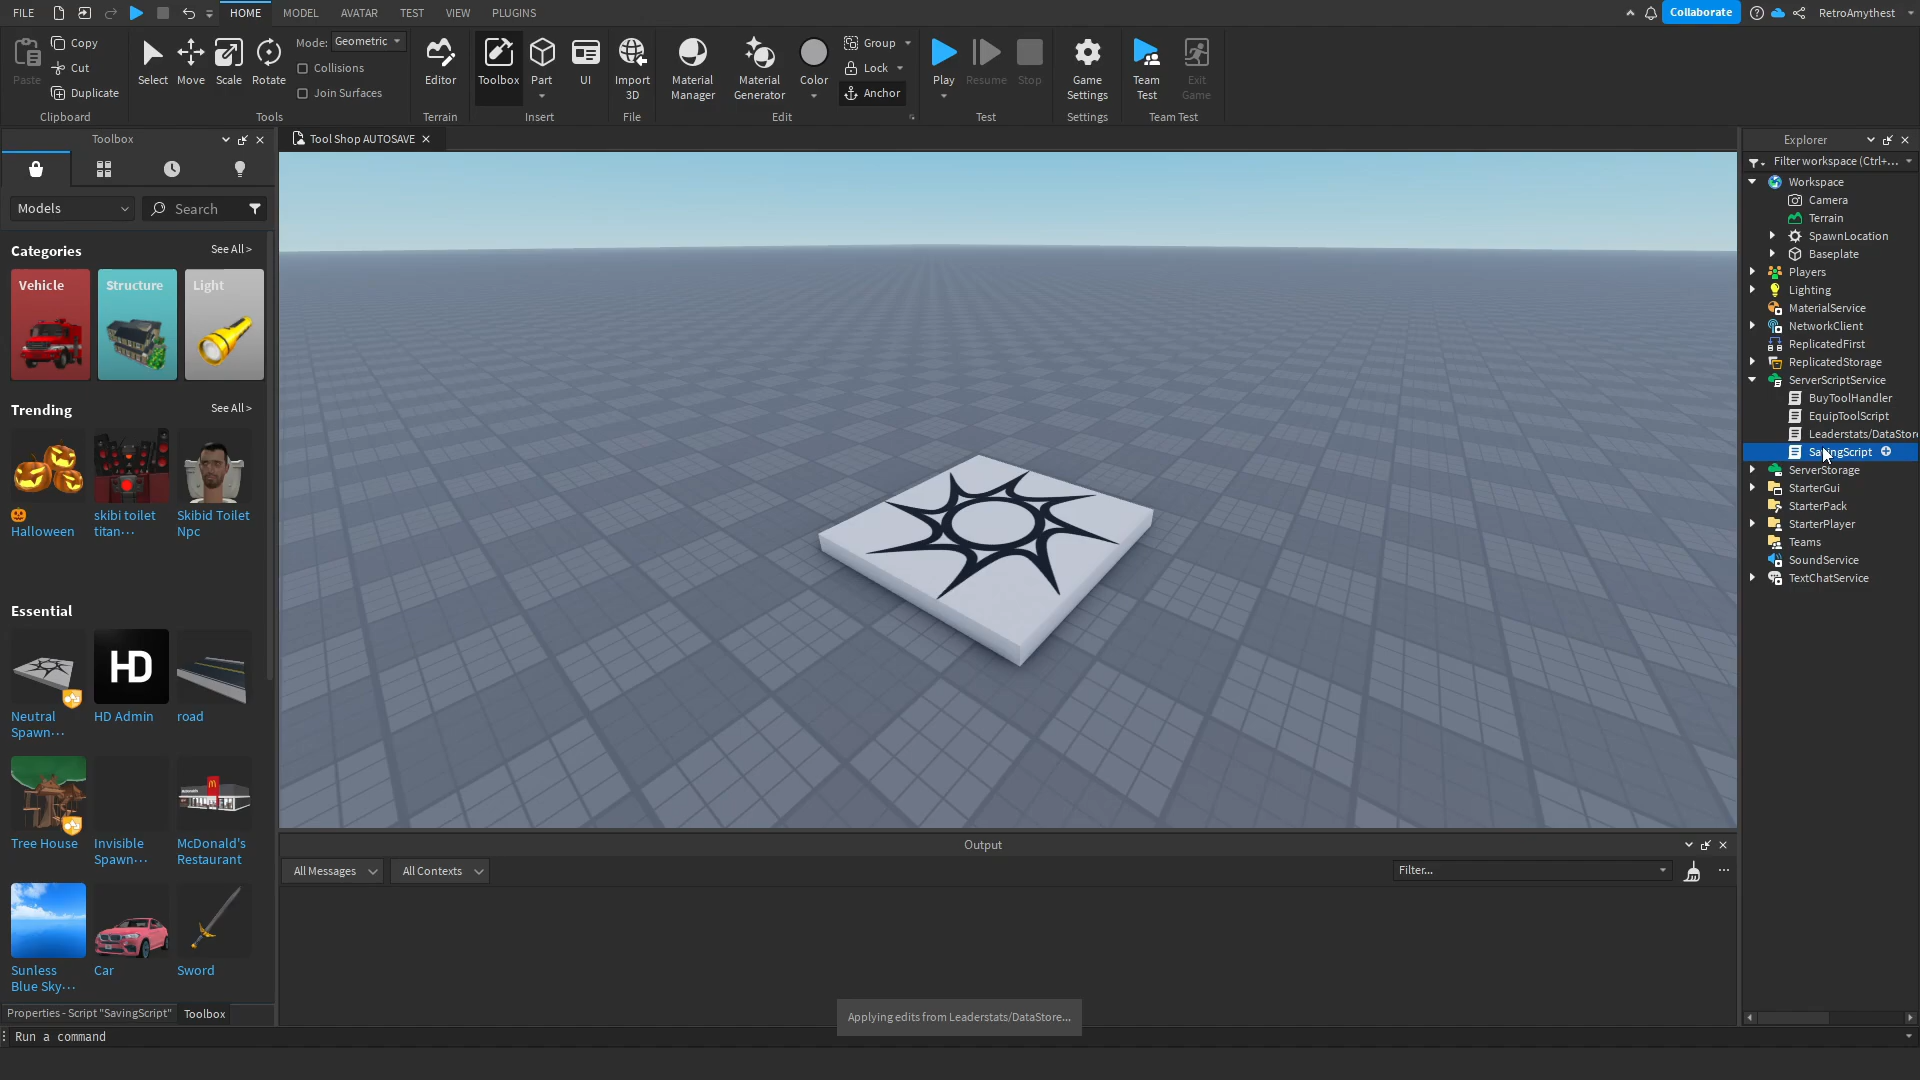 FILE
HOME
MODEL
AVATAR
TEST
VIEW
PLUGINS
Collaborate
RetroAmythest
Paste
Copy
Cut
Duplicate
Clipboard
Select
Move
Scale
Rotate
Mode: Geometric
Collisions
Join Surfaces
Tools
Editor
Terrain
Toolbox
Part
UI
Insert
Import
3D
File
Material
Manager
Material
Generator
Color
Group
Lock
Anchor
Edit
Play
Resume
Stop
Test
Game
Settings
Settings
Team
Test
Exit
Game
Team Test
Toolbox
Models
Search
Categories
See All >
Vehicle
Structure
Light
Trending
See All >
Halloween
skibi toilet
titan···
Skibid Toilet
Npc
Essential
Neutral
Spawn···
HD
HD Admin
road
Tree House
Invisible
Spawn···
McDonald's
Restaurant
Sunless
Blue Sky···
Car
Sword
Properties - Script "SavingScript"
Toolbox
Run a command
Tool Shop AUTOSAVE
Output
All Messages
All Contexts
Filter...
Applying edits from Leaderstats/DataStore...
Explorer
Filter workspace (Ctrl+...
Workspace
Camera
Terrain
SpawnLocation
Baseplate
Players
Lighting
MaterialService
NetworkClient
ReplicatedFirst
ReplicatedStorage
ServerScriptService
BuyToolHandler
EquipToolScript
Leaderstats/DataStor
SavingScript
ServerStorage
StarterGui
StarterPack
StarterPlayer
Teams
SoundService
TextChatService